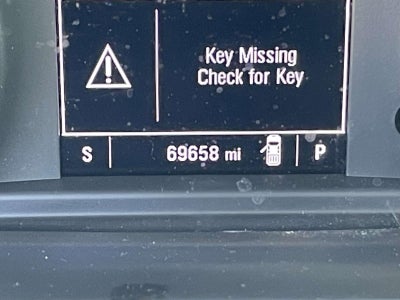 Key Missing
Check for Key
S 69658 mi P